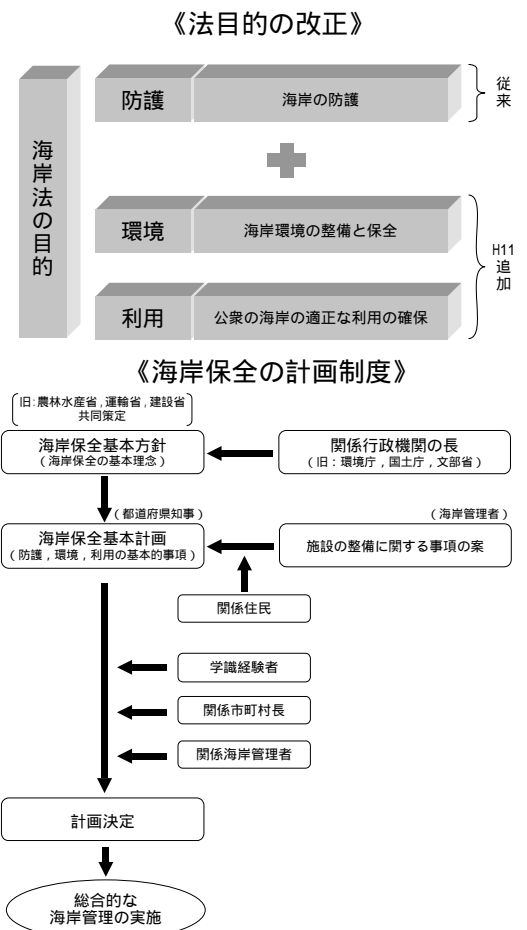 《法目的の改正》
海岸法の目的
防護
海岸の防護
従来
環境
海岸環境の整備と保全
利用
公衆の海岸の適正な利用の確保
H11追加
《海岸保全の計画制度》
旧:農林水産省,運輸省,建設省
共同策定
海岸保全基本方針
(海岸保全の基本理念)
関係行政機関の長
(旧:環境庁,国土庁,文部省)
(都道府県知事)
(海岸管理者)
海岸保全基本計画
(防護,環境,利用の基本的事項)
施設の整備に関する事項の案
関係住民
学識経験者
関係市町村長
関係海岸管理者
計画決定
総合的な
海岸管理の実施